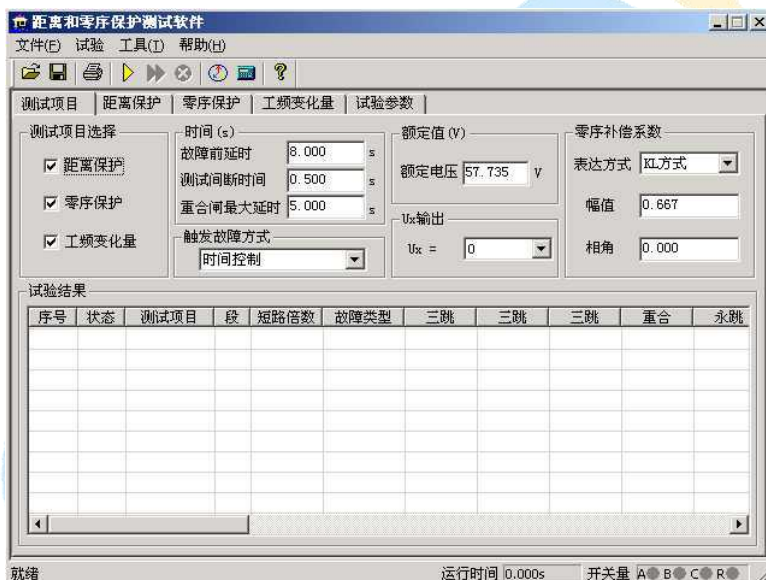 距离和零序保护测试软件
文件(F) 试验 工具(T) 帮助(H)
测试项目 距离保护 零序保护 工频变化量 试验参数
测试项目选择
距离保护
零序保护
工频变化量
时间(s)
故障前延时 8.000 s
测试间断时间 0.500 s
重合闸最大延时 5.000 s
触发故障方式
时间控制
额定值(V)
额定电压 57.735 V
Ux输出
Ux = 0
零序补偿系数
表达方式 KL方式
幅值 0.667
相角 0.000
试验结果
序号 状态 测试项目 段 短路倍数 故障类型 三跳 三跳 三跳 重合 永跳
就绪 运行时间 0.000s 开关量 A B C R